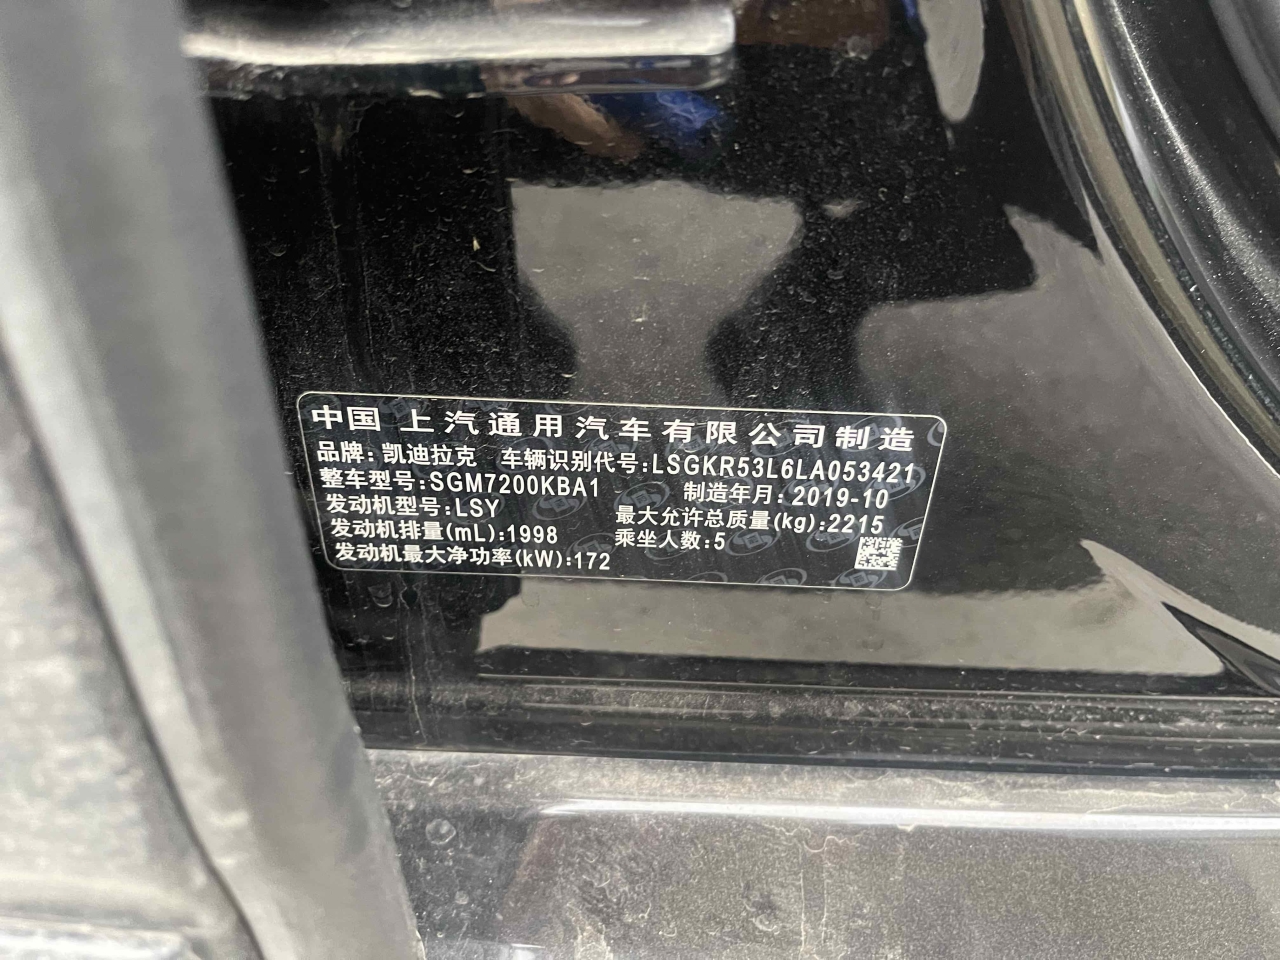 中国 上汽通用汽车有限公司制造
品牌: 凯迪拉克 车辆识别代号:LSGKR53L6LA053421
整车型号:SGM7200KBA1 制造年月: 2019-10
发动机型号:LSY 最大允许总质量(kg):2215
发动机排量(mL):1998 乘坐人数:5
发动机最大净功率(kW):172